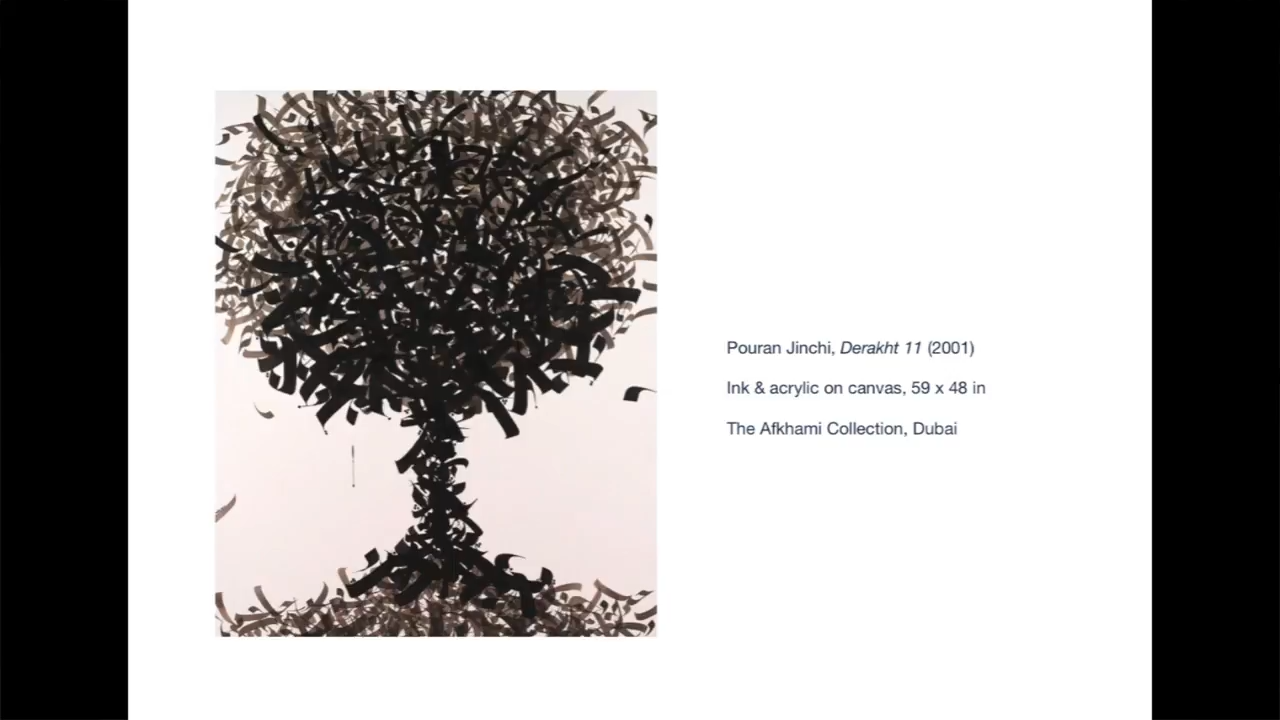 Pouran Jinchi, Derakht 11 (2001)
Ink & acrylic on canvas, 59 x 48 in
The Afkhami Collection, Dubai